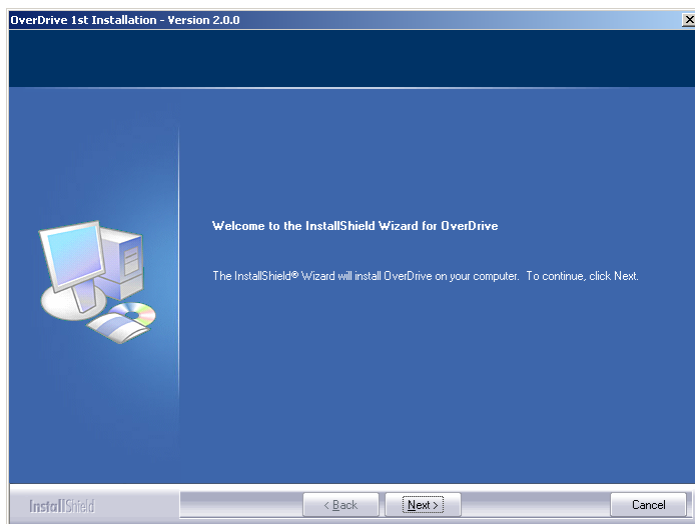 OverDrive 1st Installation - Version 2.0.0
Welcome to the InstallShield Wizard for OverDrive
The InstallShield® Wizard will install OverDrive on your computer.  To continue, click Next.
InstallShield
< Back
Next >
Cancel